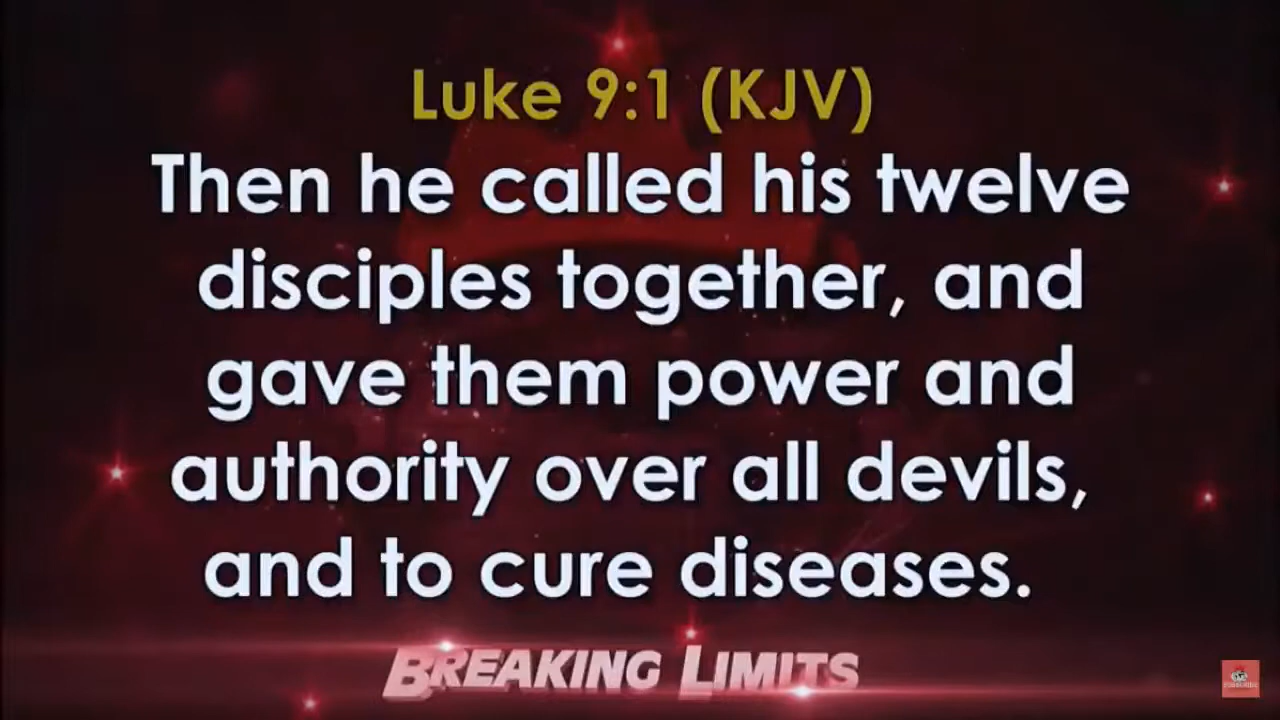 Luke 9:1 (KJV)
Then he called his twelve
disciples together, and
gave them power and
authority over all devils,
and to cure diseases.
BREAKING LIMITS